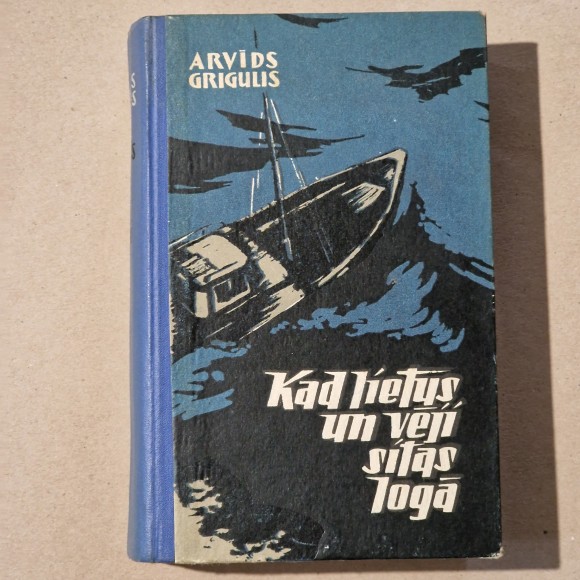 ARVĪDS
GRIGULIS
Kad lietus
un vēji
sitas
logā